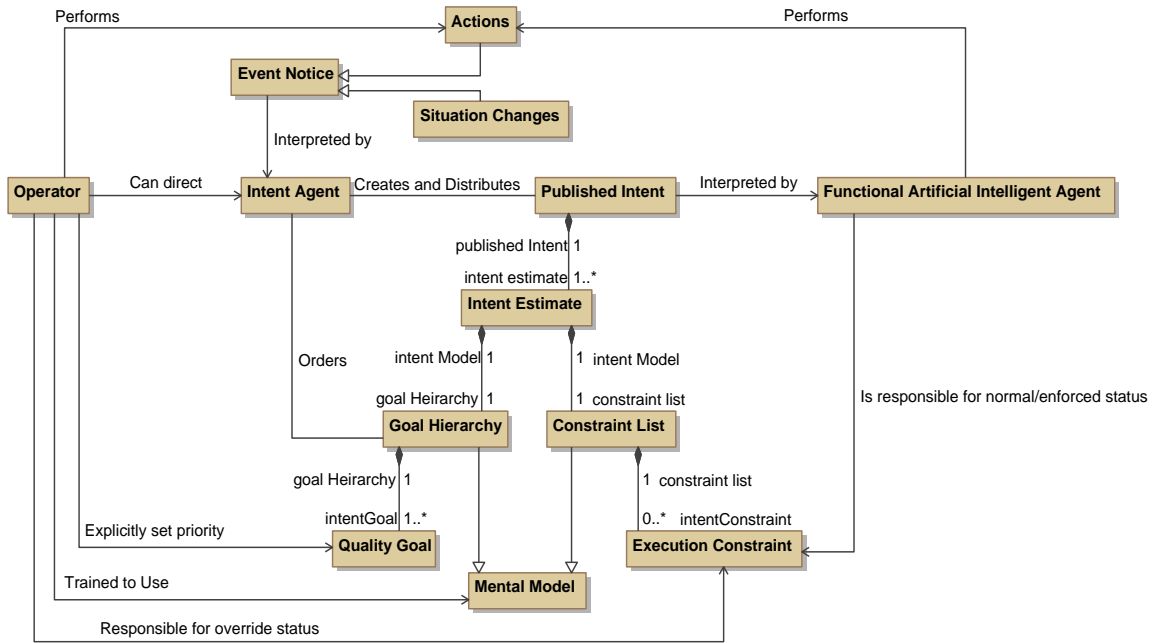 Performs
Actions
Performs
Event Notice
Situation Changes
Interpreted by
Operator
Can direct
Intent Agent
Creates and Distributes
Published Intent
Interpreted by
Functional Artificial Intelligent Agent
published Intent 1
intent estimate 1..*
Intent Estimate
intent Model 1
1 intent Model
Orders
goal Heirarchy 1
1 constraint list
Is responsible for normal/enforced status
Goal Hierarchy
Constraint List
goal Heirarchy 1
1 constraint list
intentGoal 1..*
0..* intentConstraint
Explicitly set priority
Quality Goal
Execution Constraint
Trained to Use
Mental Model
Responsible for override status